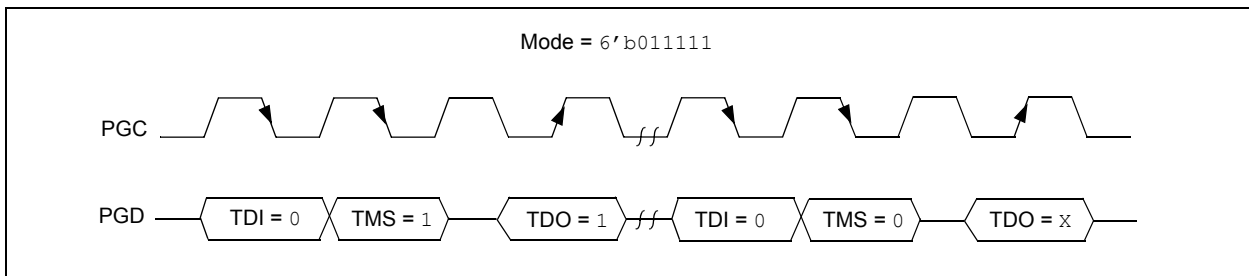 Mode = 6'b011111
PGC
PGD TDI = 0 TMS = 1 TDO = 1 TDI = 0 TMS = 0 TDO = X